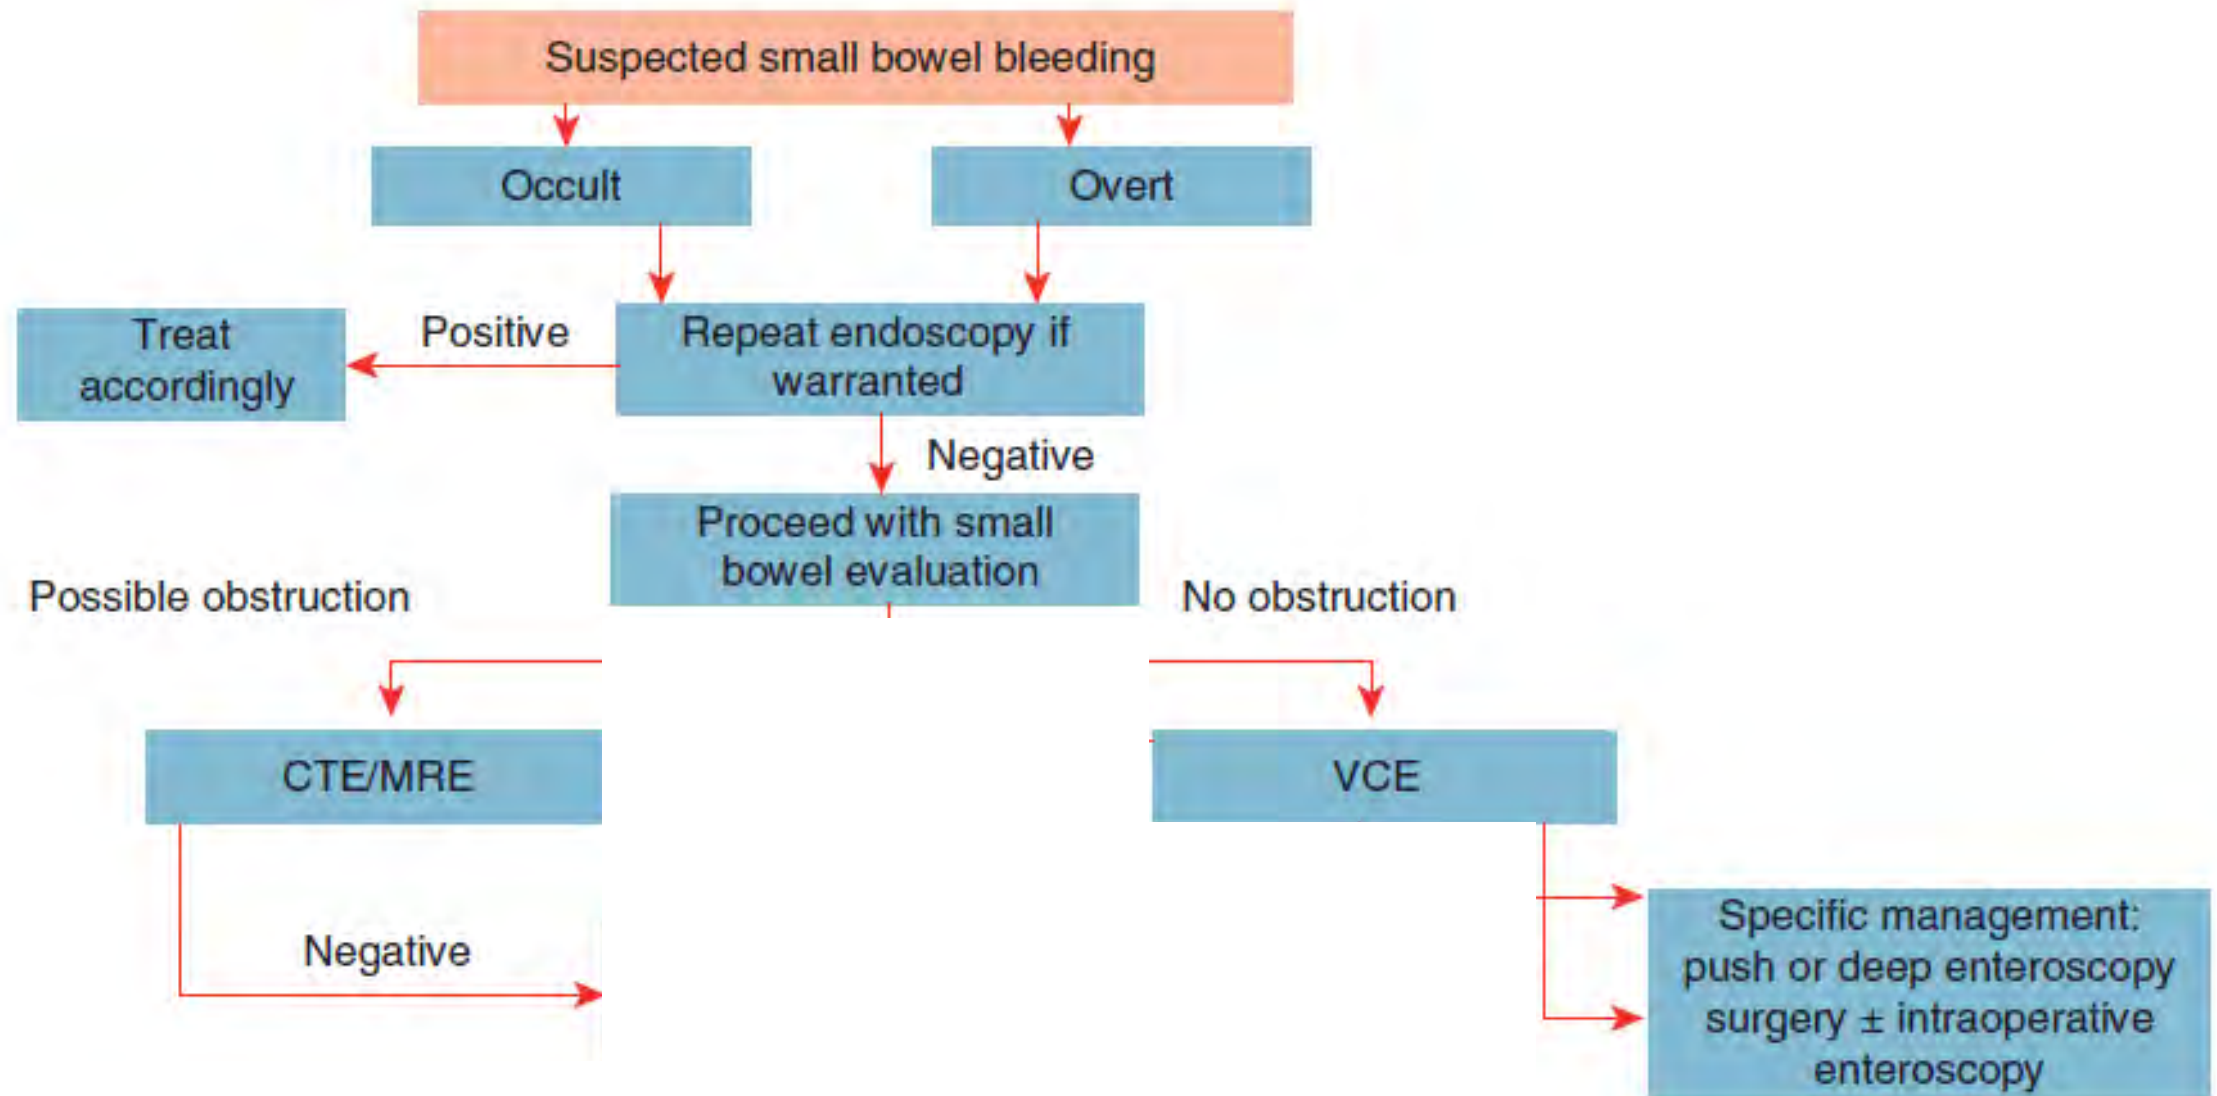 Suspected small bowel bleeding
Occult
Overt
Treat
accordingly
Positive
Repeat endoscopy if
warranted
Negative
Proceed with small
bowel evaluation
Possible obstruction
No obstruction
CTE/MRE
VCE
Negative
Specific management:
push or deep enteroscopy
surgery ± intraoperative
enteroscopy